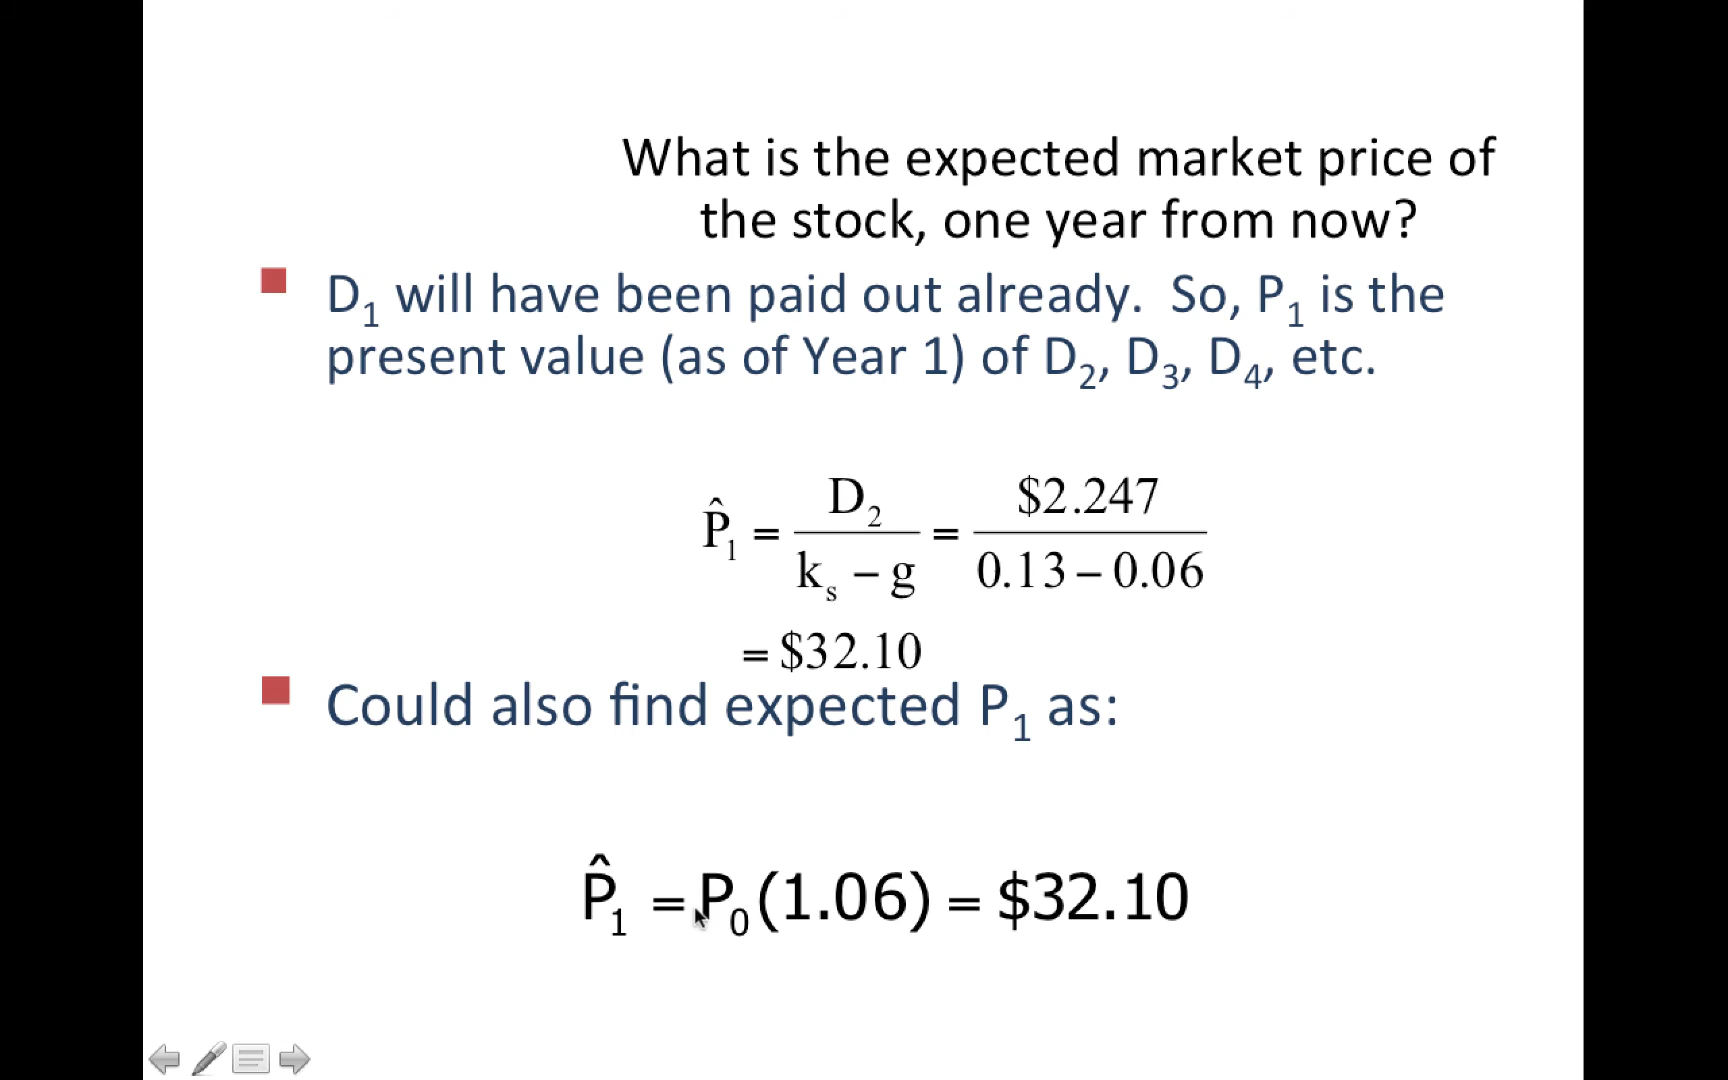 What is the expected market price of
the stock, one year from now?
■ D₁ will have been paid out already. So, P₁ is the
present value (as of Year 1) of D₂, D₃, D₄, etc.
P̂₁ = D₂ / (kₛ − g) = $2.247 / (0.13 − 0.06)
= $32.10
■ Could also find expected P₁ as:
P̂₁ = P₀(1.06) = $32.10